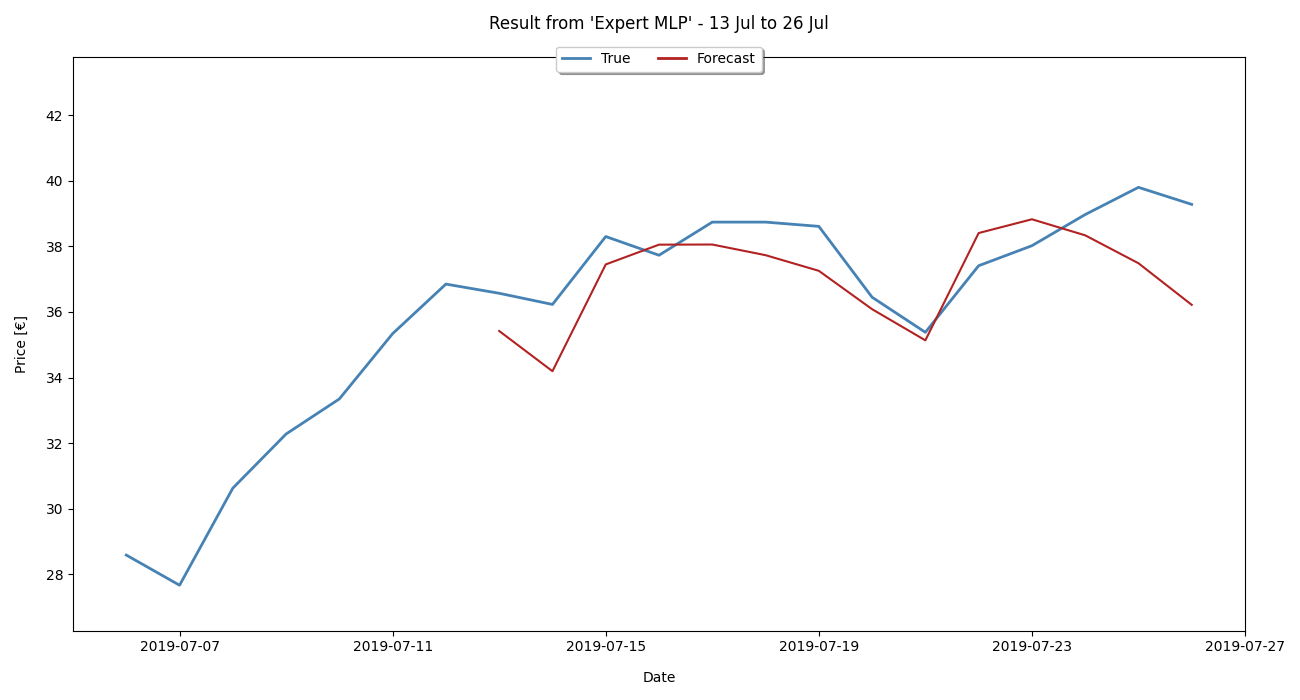 Result from 'Expert MLP' - 13 Jul to 26 Jul
True Forecast
Price [€]
42
40
38
36
34
32
30
28
2019-07-07 2019-07-11 2019-07-15 2019-07-19 2019-07-23 2019-07-27
Date